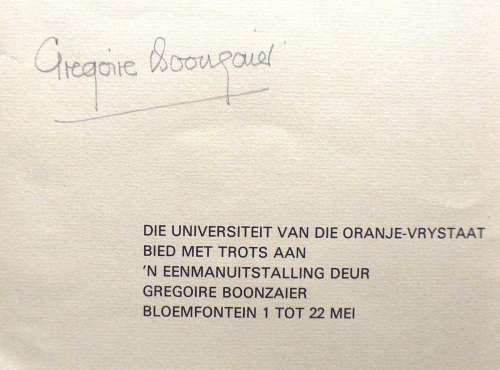 Gregoire Boonzaier
DIE UNIVERSITEIT VAN DIE ORANJE-VRYSTAAT
BIED MET TROTS AAN
'N EENMANUITSTALLING DEUR
GREGOIRE BOONZAIER
BLOEMFONTEIN 1 TOT 22 MEI